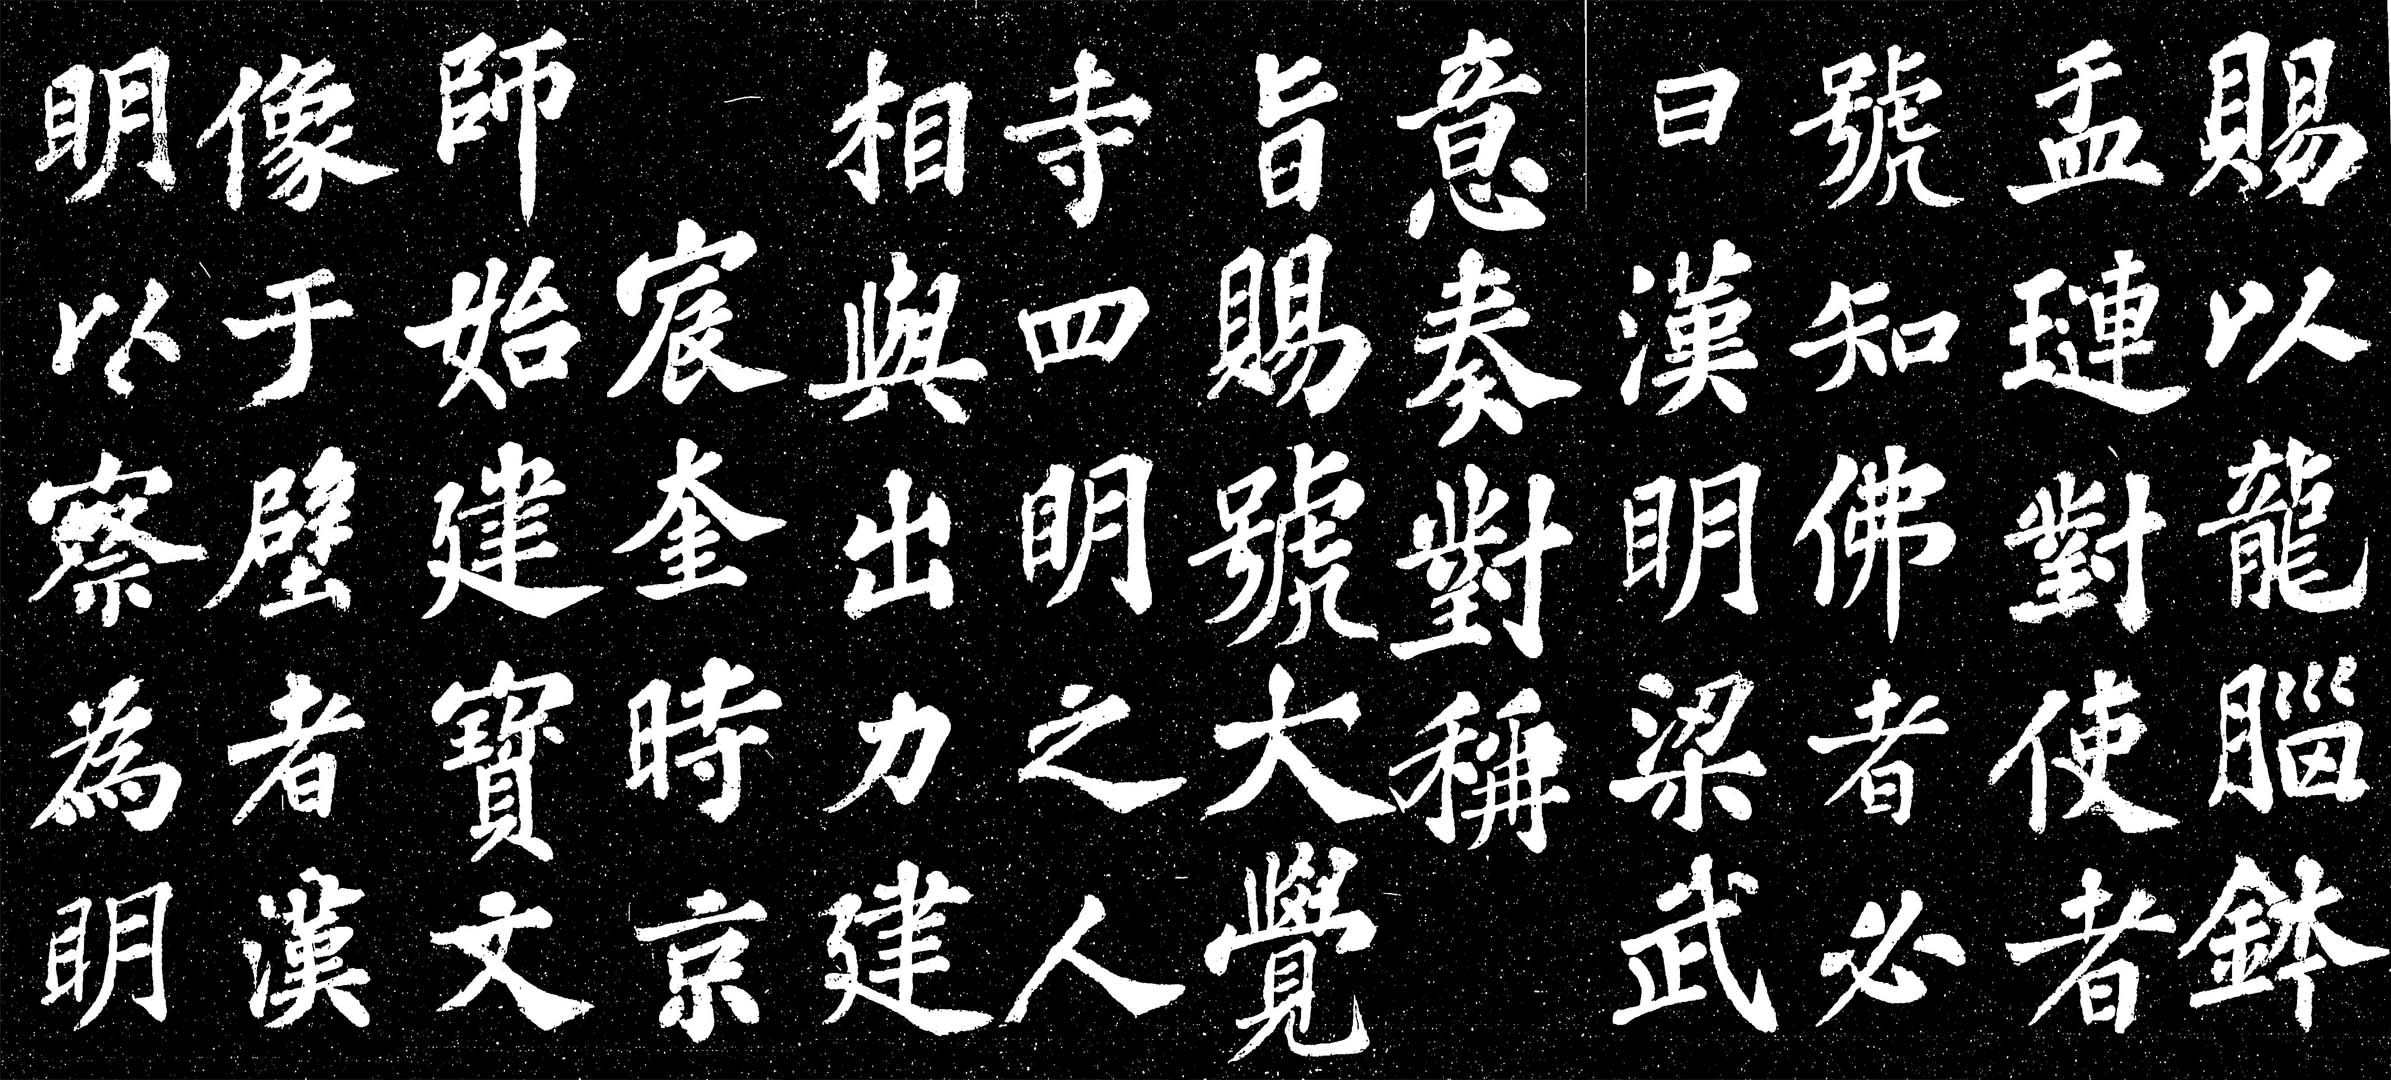 賜以龍腦鉢
盂璉對使者
號知佛者必
曰漢明梁武
意奏對稱
旨賜號大覺
寺四明之人
相與出力建
宸奎時京
師始建寶文
像于壁者漢
明以察為明